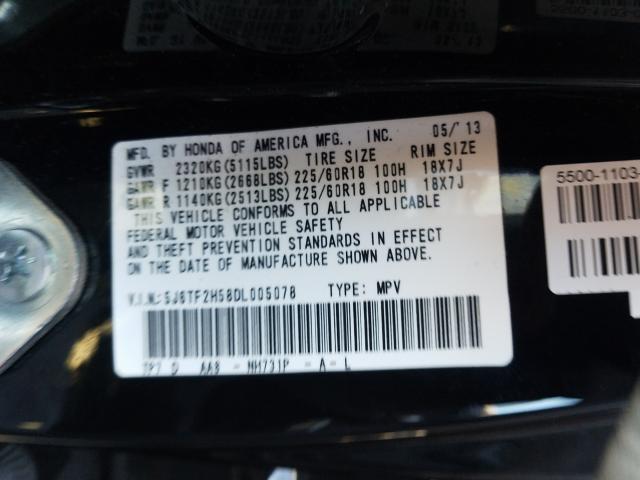 MFD. BY HONDA OF AMERICA MFG., INC. 05/'13
GVWR 2320KG(5115LBS) TIRE SIZE RIM SIZE
GAWR F 1210KG(2668LBS) 225/60R18 100H 18X7J
GAWR R 1140KG(2513LBS) 225/60R18 100H 18X7J
THIS VEHICLE CONFORMS TO ALL APPLICABLE
FEDERAL MOTOR VEHICLE SAFETY
AND THEFT PREVENTION STANDARDS IN EFFECT
ON THE DATE OF MANUFACTURE SHOWN ABOVE.
V.I.N.:5J8TF2H58DL005078 TYPE: MPV
TP7 D AA8 -NH731P -A-L
5500-1103-